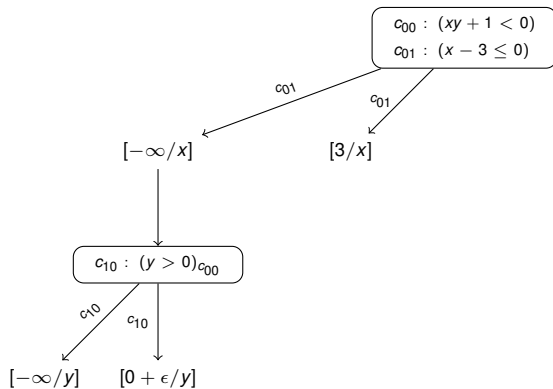 c₀₀ : (xy + 1 < 0)
c₀₁ : (x − 3 ≤ 0)
c₀₁
c₀₁
[−∞/x]
[3/x]
c₁₀ : (y > 0)c₀₀
c₁₀
c₁₀
[−∞/y]
[0 + ϵ/y]